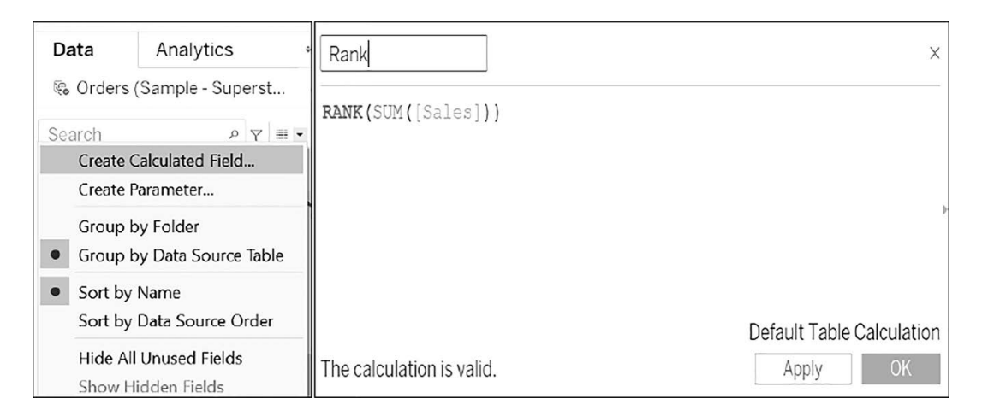 Data Analytics
Orders (Sample - Superst...
Search
Create Calculated Field...
Create Parameter...
Group by Folder
Group by Data Source Table
Sort by Name
Sort by Data Source Order
Hide All Unused Fields
Show Hidden Fields
Rank
X
RANK(SUM([Sales]))
Default Table Calculation
The calculation is valid.
Apply OK